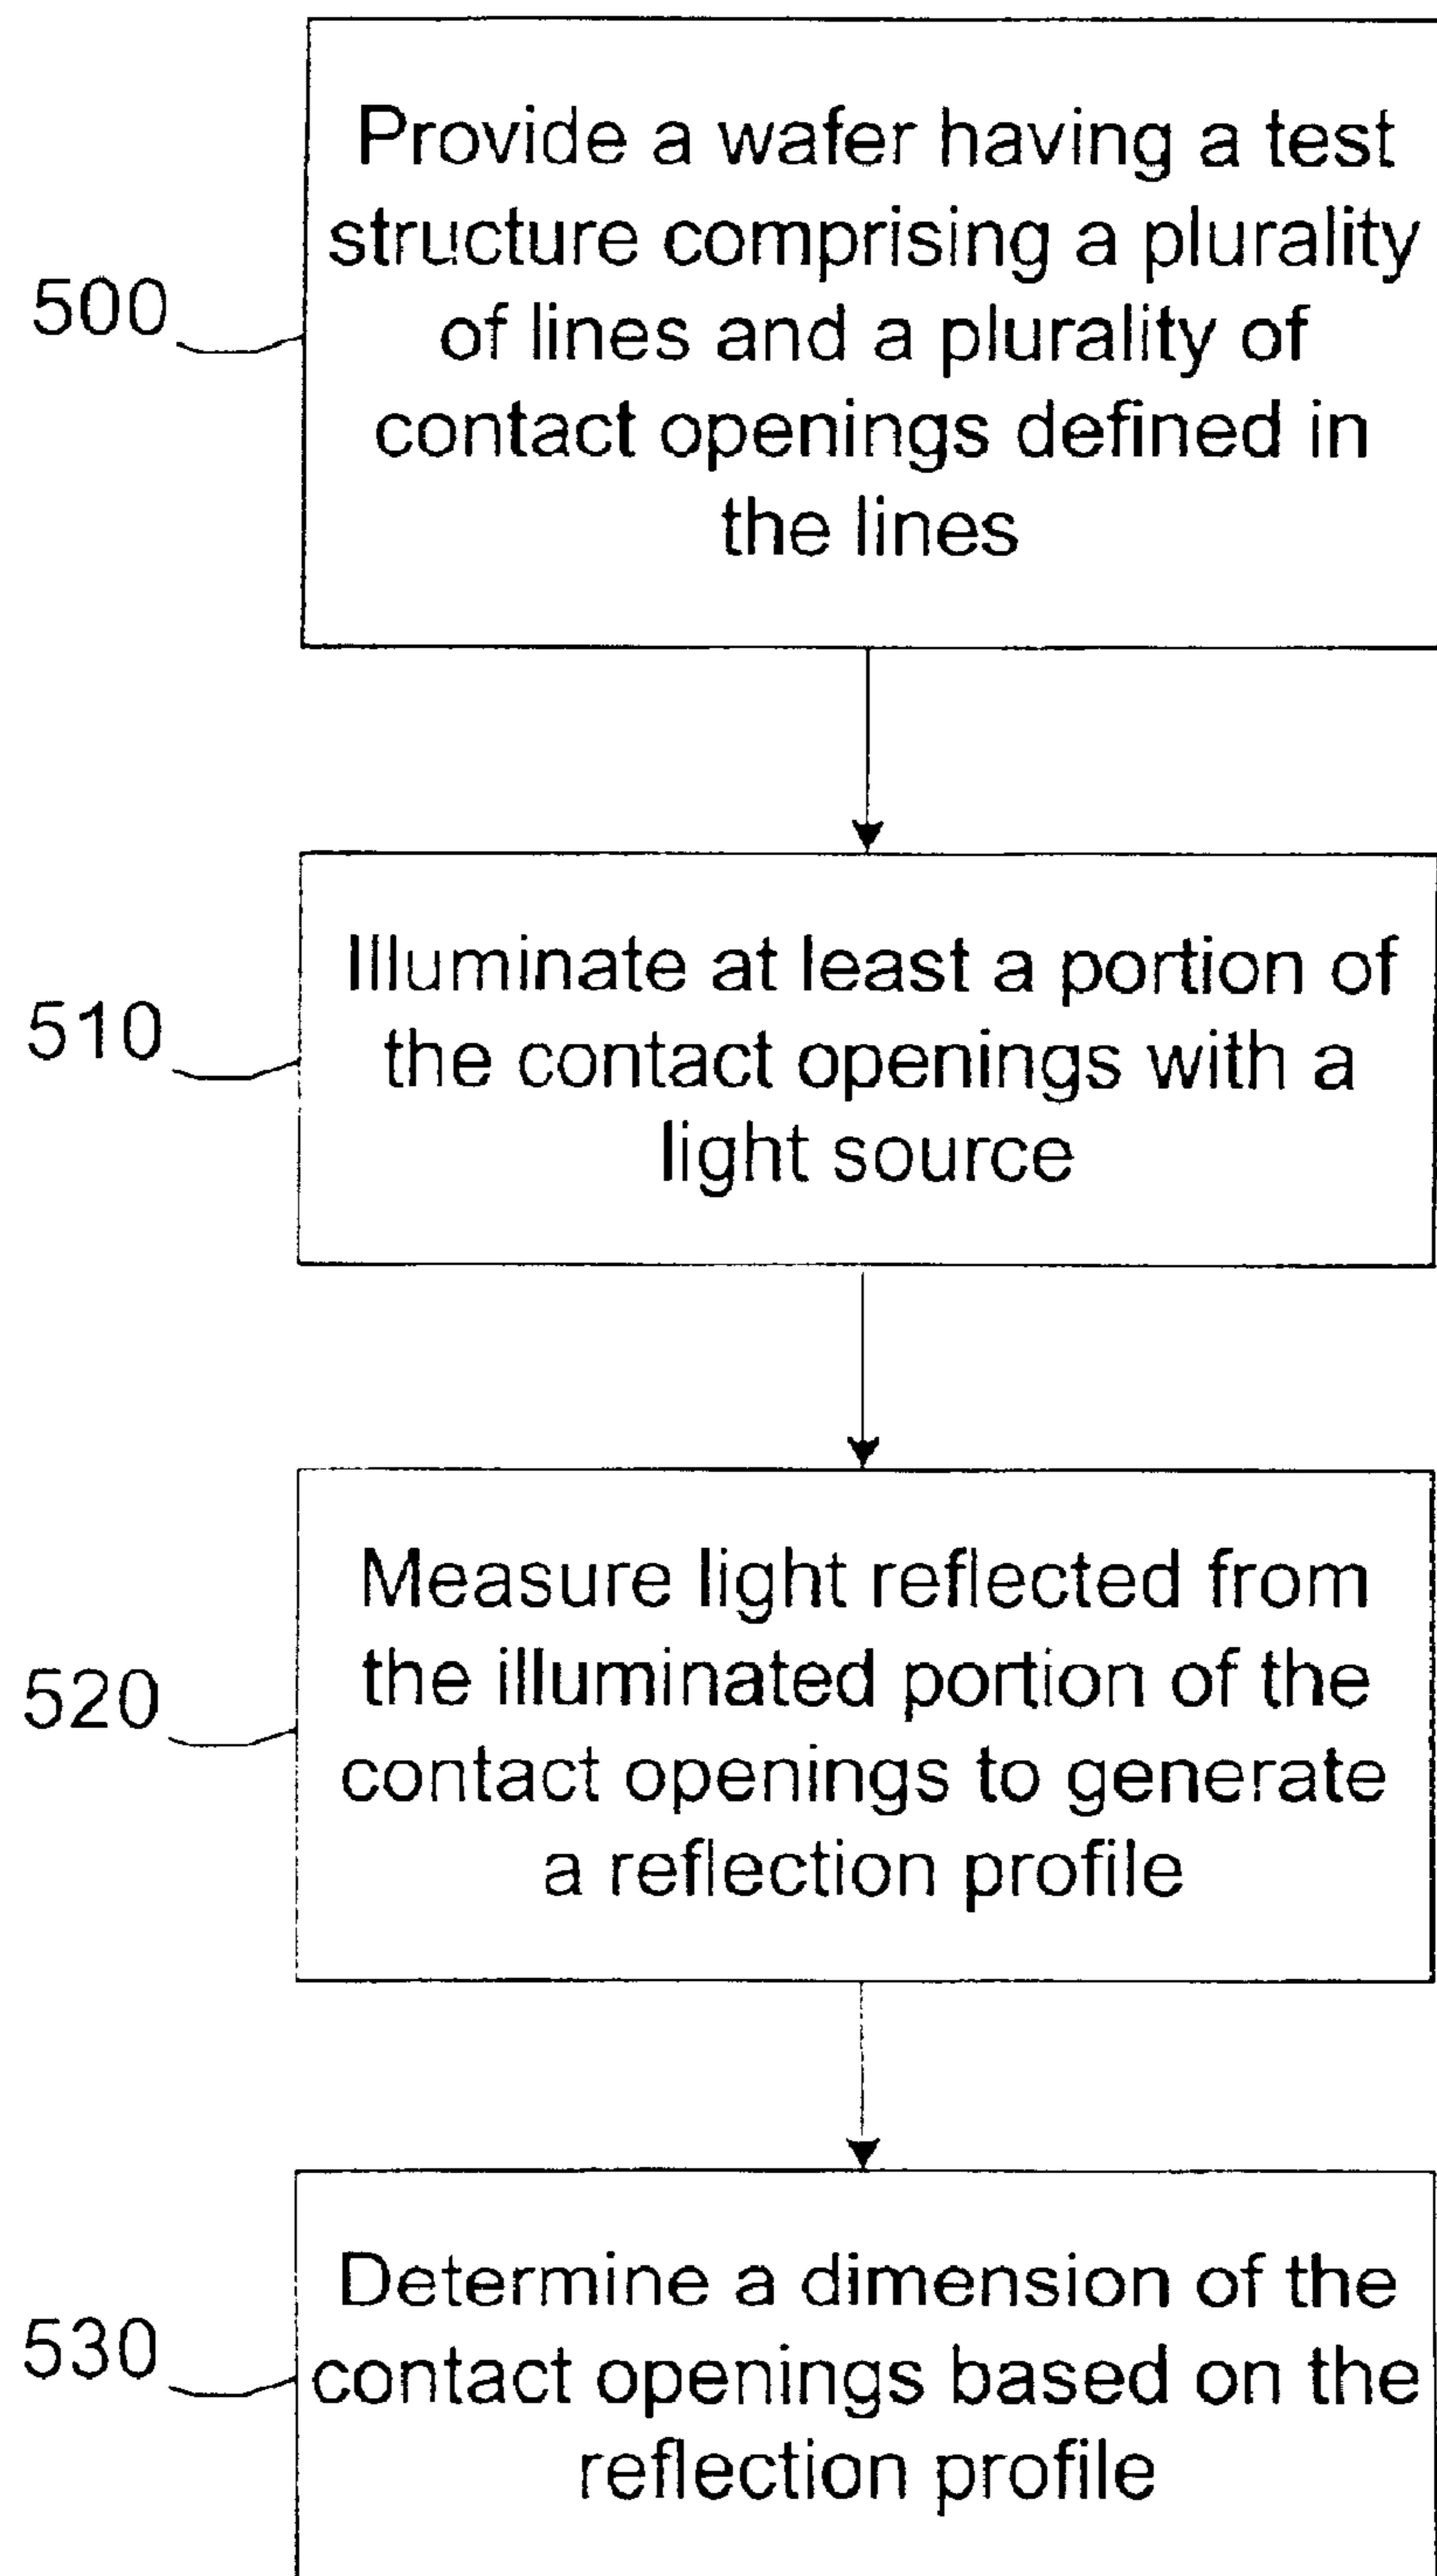 Provide a wafer having a test
structure comprising a plurality
500
of lines and a plurality of
contact openings defined in
the lines
Illuminate at least a portion of
510
the contact openings with a
light source
Measure light reflected from
520
the illuminated portion of the
contact openings to generate
a reflection profile
Determine a dimension of the
530
contact openings based on the
reflection profile